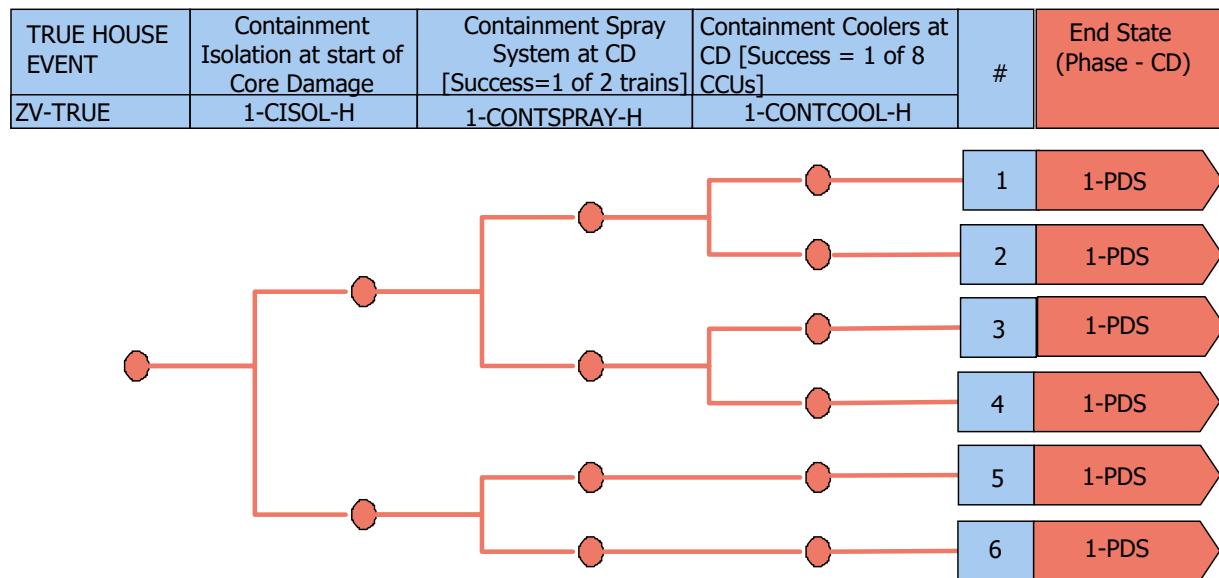 TRUE HOUSE
EVENT
Containment
Isolation at start of
Core Damage
Containment Spray
System at CD
[Success=1 of 2 trains]
Containment Coolers at
CD [Success = 1 of 8
CCUs]
#
End State
(Phase - CD)
ZV-TRUE
1-CISOL-H
1-CONTSPRAY-H
1-CONTCOOL-H
1
1-PDS
2
1-PDS
3
1-PDS
4
1-PDS
5
1-PDS
6
1-PDS